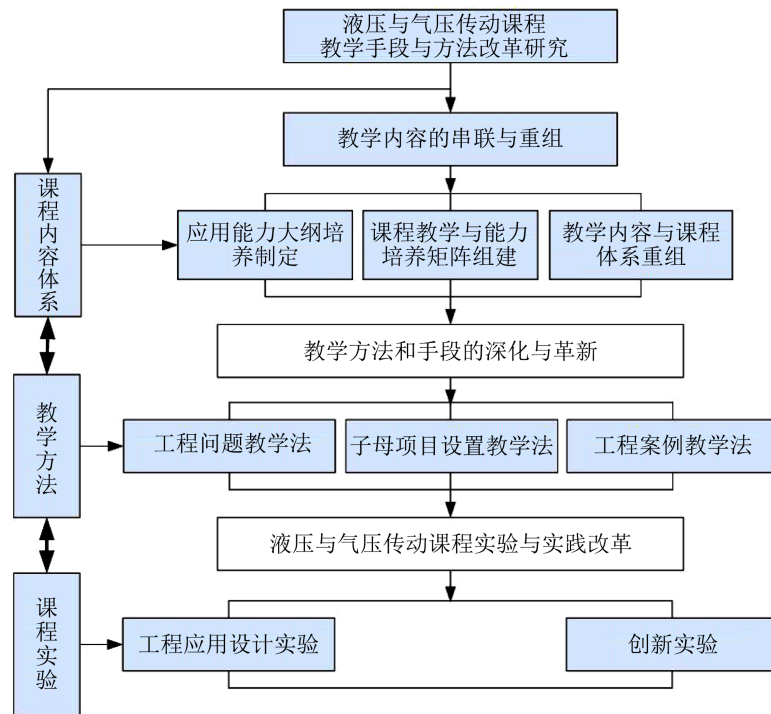 液压与气压传动课程
教学手段与方法改革研究
教学内容的串联与重组
课程内容体系
应用能力大纲培
养制定
课程教学与能力
培养矩阵组建
教学内容与课程
体系重组
教学方法和手段的深化与革新
教学方法
工程问题教学法
子母项目设置教学法
工程案例教学法
液压与气压传动课程实验与实践改革
课程实验
工程应用设计实验
创新实验